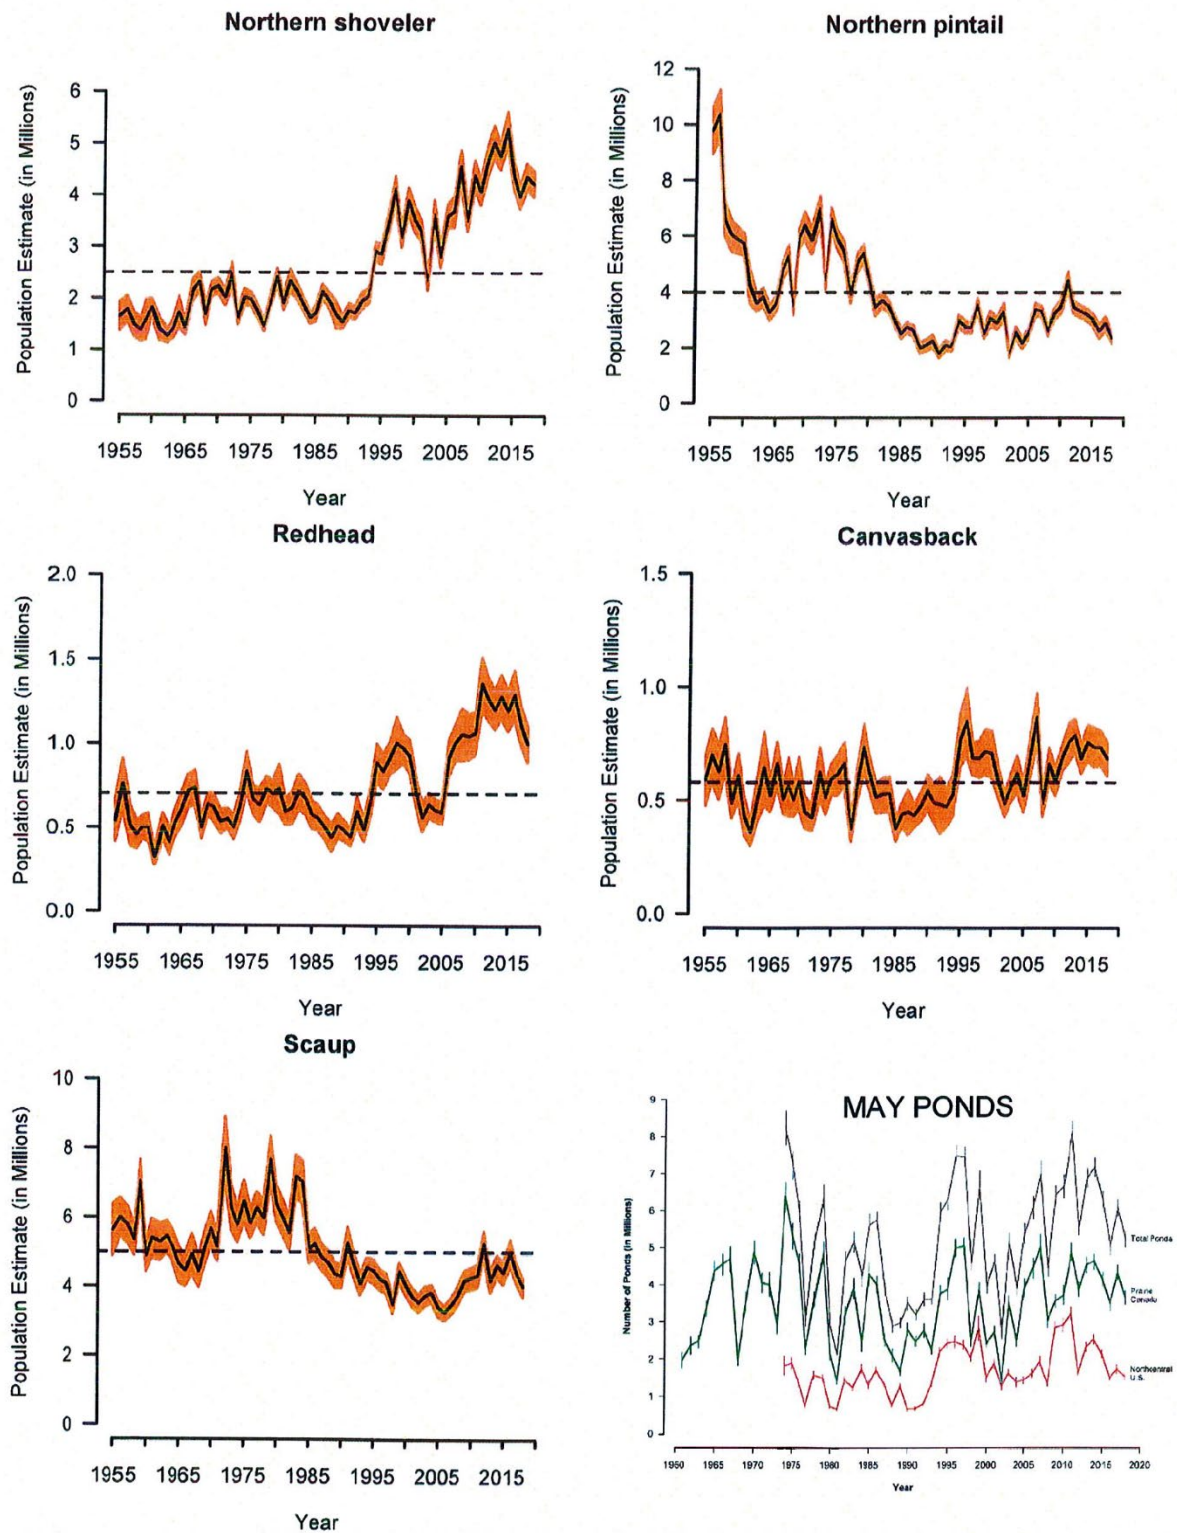 Northern shoveler
Population Estimate (in Millions)
6
5
4
3
2
1
0
1955 1965 1975 1985 1995 2005 2015
Year
Northern pintail
Population Estimate (in Millions)
12
10
8
6
4
2
0
1955 1965 1975 1985 1995 2005 2015
Year
Redhead
Population Estimate (in Millions)
2.0
1.5
1.0
0.5
0.0
1955 1965 1975 1985 1995 2005 2015
Year
Canvasback
Population Estimate (in Millions)
1.5
1.0
0.5
0.0
1955 1965 1975 1985 1995 2005 2015
Year
Scaup
Population Estimate (in Millions)
10
8
6
4
2
0
1955 1965 1975 1985 1995 2005 2015
Year
MAY PONDS
Number of Ponds (in Millions)
9
8
7
6
5
4
3
2
1
0
Total Ponds
Prairie
Canada
Northcentral
U.S.
1960 1965 1970 1975 1980 1985 1990 1995 2000 2005 2010 2015 2020
Year